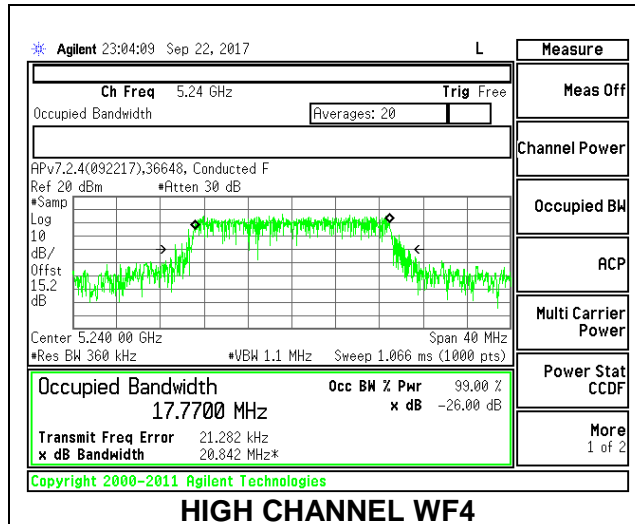 Agilent 23:04:09 Sep 22, 2017 L
Measure
Ch Freq 5.24 GHz Trig Free
Occupied Bandwidth Averages: 20
APv7.2.4(092217),36648, Conducted F
Ref 20 dBm #Atten 30 dB
#Samp
Log
10
dB/
Offst
15.2
dB
Center 5.240 00 GHz Span 40 MHz
#Res BW 360 kHz #VBW 1.1 MHz Sweep 1.066 ms (1000 pts)
Occupied Bandwidth Occ BW % Pwr 99.00 %
17.7700 MHz x dB -26.00 dB
Transmit Freq Error 21.282 kHz
x dB Bandwidth 20.842 MHz*
Copyright 2000-2011 Agilent Technologies
Meas Off
Channel Power
Occupied BW
ACP
Multi Carrier
Power
Power Stat
CCDF
More
1 of 2
HIGH CHANNEL WF4